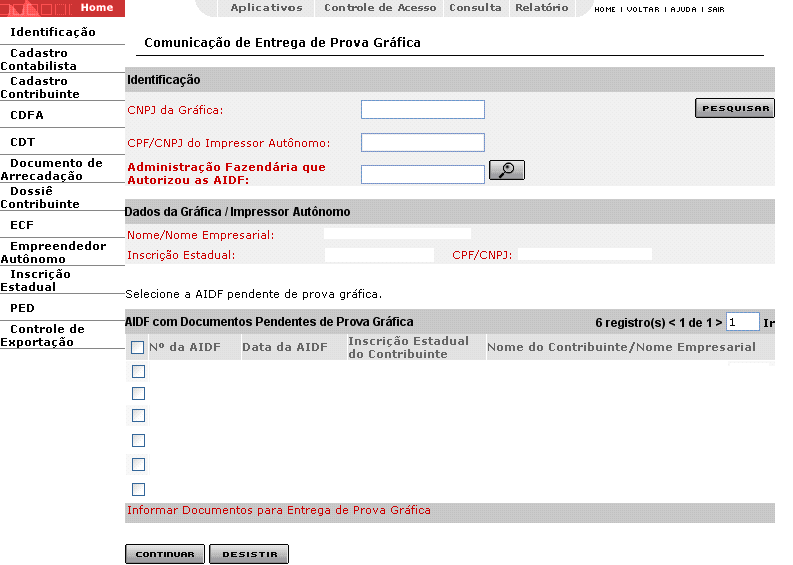 Home
Aplicativos
Controle de Acesso
Consulta
Relatório
HOME | VOLTAR | AJUDA | SAIR
Identificação
Cadastro
Contabilista
Cadastro
Contribuinte
CDFA
CDT
Documento de
Arrecadação
Dossiê
Contribuinte
ECF
Empreendedor
Autônomo
Inscrição
Estadual
PED
Controle de
Exportação
Comunicação de Entrega de Prova Gráfica
Identificação
CNPJ da Gráfica:
PESQUISAR
CPF/CNPJ do Impressor Autônomo:
Administração Fazendária que
Autorizou as AIDF:
Dados da Gráfica / Impressor Autônomo
Nome/Nome Empresarial:
Inscrição Estadual:
CPF/CNPJ:
Selecione a AIDF pendente de prova gráfica.
AIDF com Documentos Pendentes de Prova Gráfica
6 registro(s) < 1 de 1 > 1 Ir
Nº da AIDF
Data da AIDF
Inscrição Estadual
do Contribuinte
Nome do Contribuinte/Nome Empresarial
Informar Documentos para Entrega de Prova Gráfica
CONTINUAR
DESISTIR